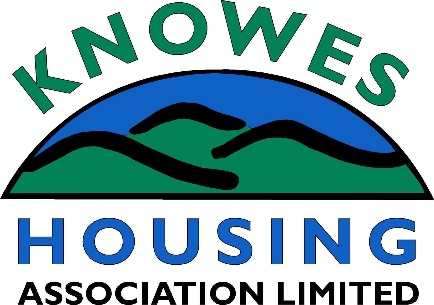 KNOWES
HOUSING
ASSOCIATION LIMITED